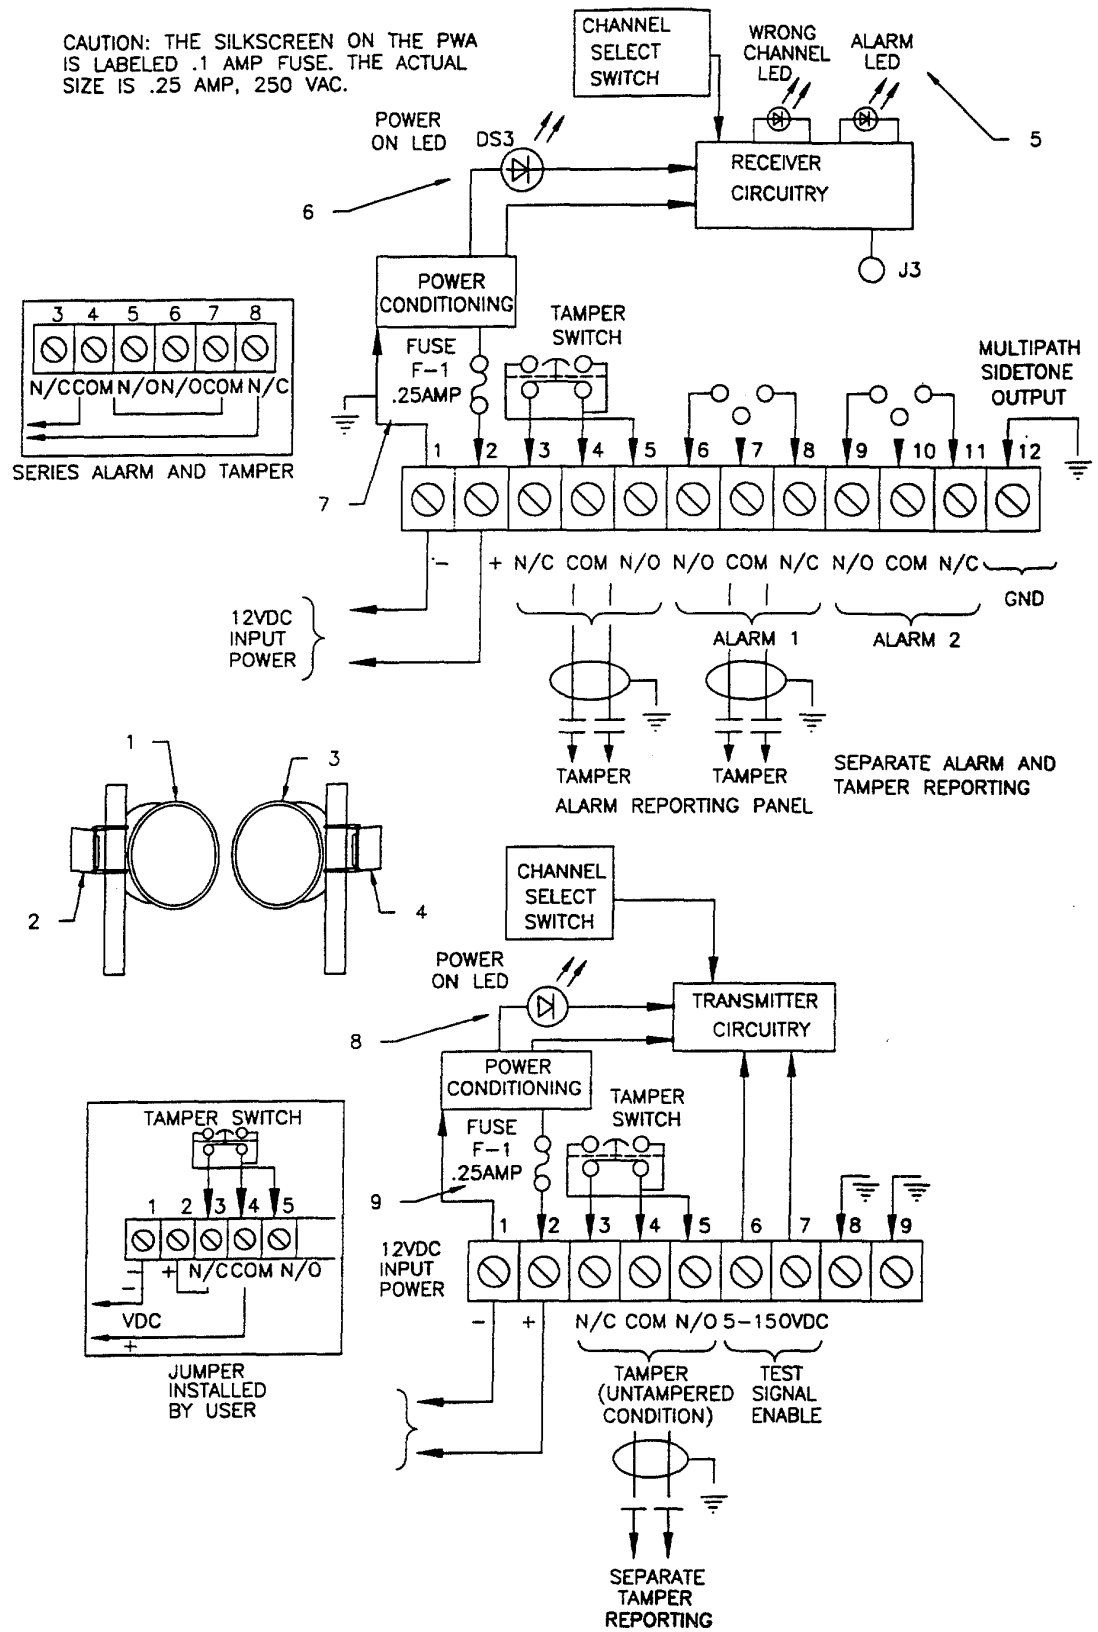 CAUTION: THE SILKSCREEN ON THE PWA
IS LABELED .1 AMP FUSE. THE ACTUAL
SIZE IS .25 AMP, 250 VAC.
CHANNEL
SELECT
SWITCH
WRONG
CHANNEL
LED
ALARM
LED
5
POWER
ON LED
DS3
6
RECEIVER
CIRCUITRY
J3
POWER
CONDITIONING
3 4 5 6 7 8
N/C COM N/O N/O COM N/C
SERIES ALARM AND TAMPER
FUSE
F-1
.25AMP
TAMPER
SWITCH
MULTIPATH
SIDETONE
OUTPUT
7
1 2 3 4 5 6 7 8 9 10 11 12
- + N/C COM N/O N/O COM N/C N/O COM N/C
GND
12VDC
INPUT
POWER
ALARM 1
ALARM 2
TAMPER
TAMPER
ALARM REPORTING PANEL
SEPARATE ALARM AND
TAMPER REPORTING
1
3
2
4
CHANNEL
SELECT
SWITCH
POWER
ON LED
8
TRANSMITTER
CIRCUITRY
POWER
CONDITIONING
FUSE
F-1
.25AMP
TAMPER
SWITCH
9
TAMPER SWITCH
1 2 3 4 5
- + N/C COM N/O
-
VDC
+
JUMPER
INSTALLED
BY USER
12VDC
INPUT
POWER
1 2 3 4 5 6 7 8 9
- + N/C COM N/O 5-150VDC
TAMPER
(UNTAMPERED
CONDITION)
TEST
SIGNAL
ENABLE
SEPARATE
TAMPER
REPORTING